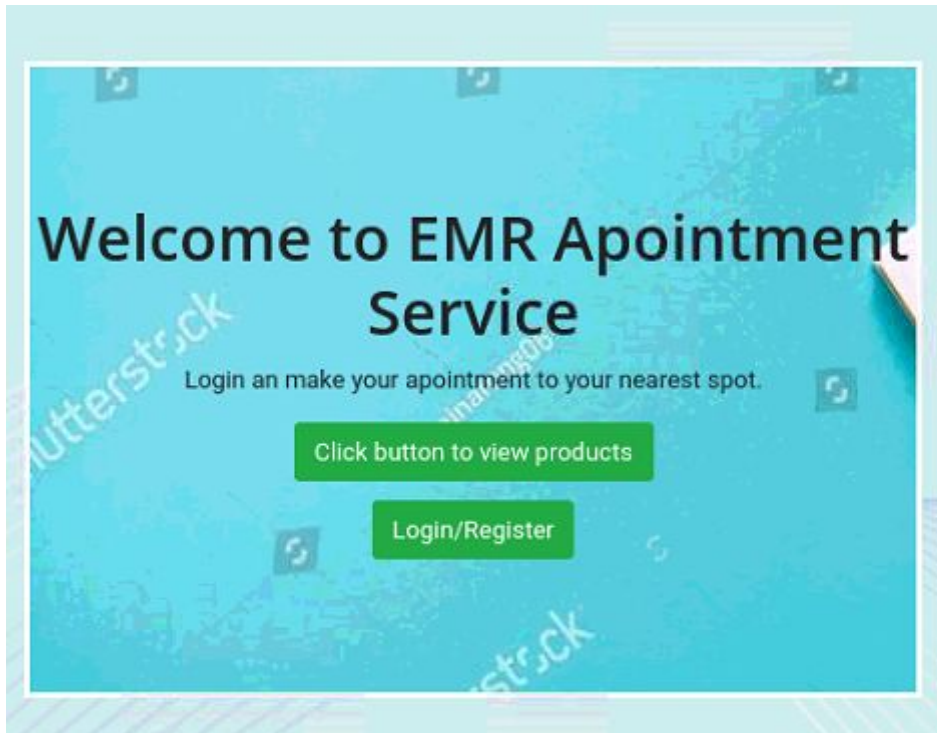 Welcome to EMR Apointment
Service
Login an make your apointment to your nearest spot.
Click button to view products
Login/Register